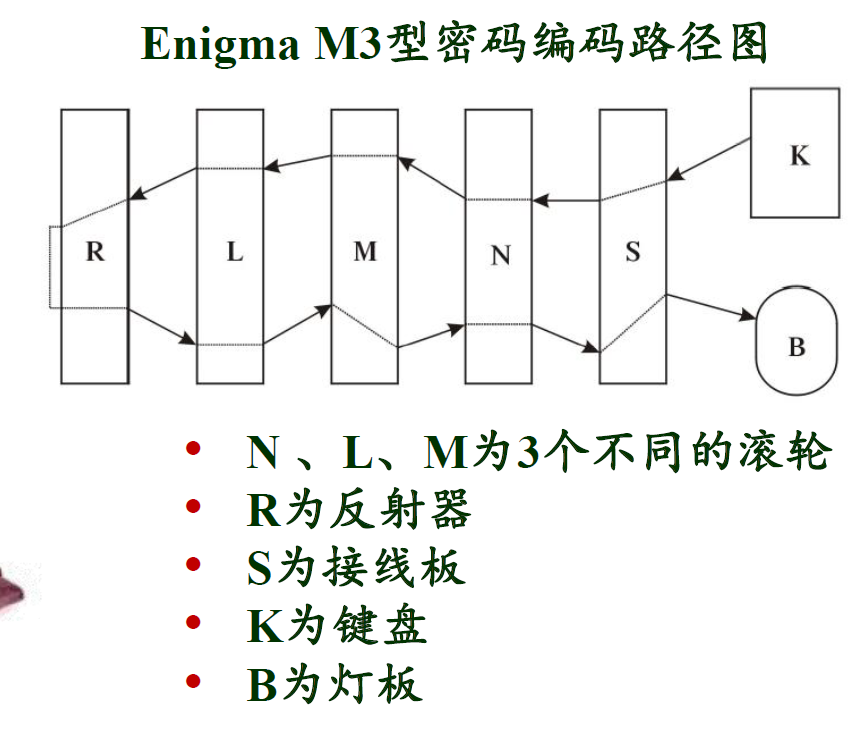 Enigma M3型密码编码路径图
K
R L M N S
B
• N 、L、M为3个不同的滚轮
• R为反射器
• S为接线板
• K为键盘
• B为灯板